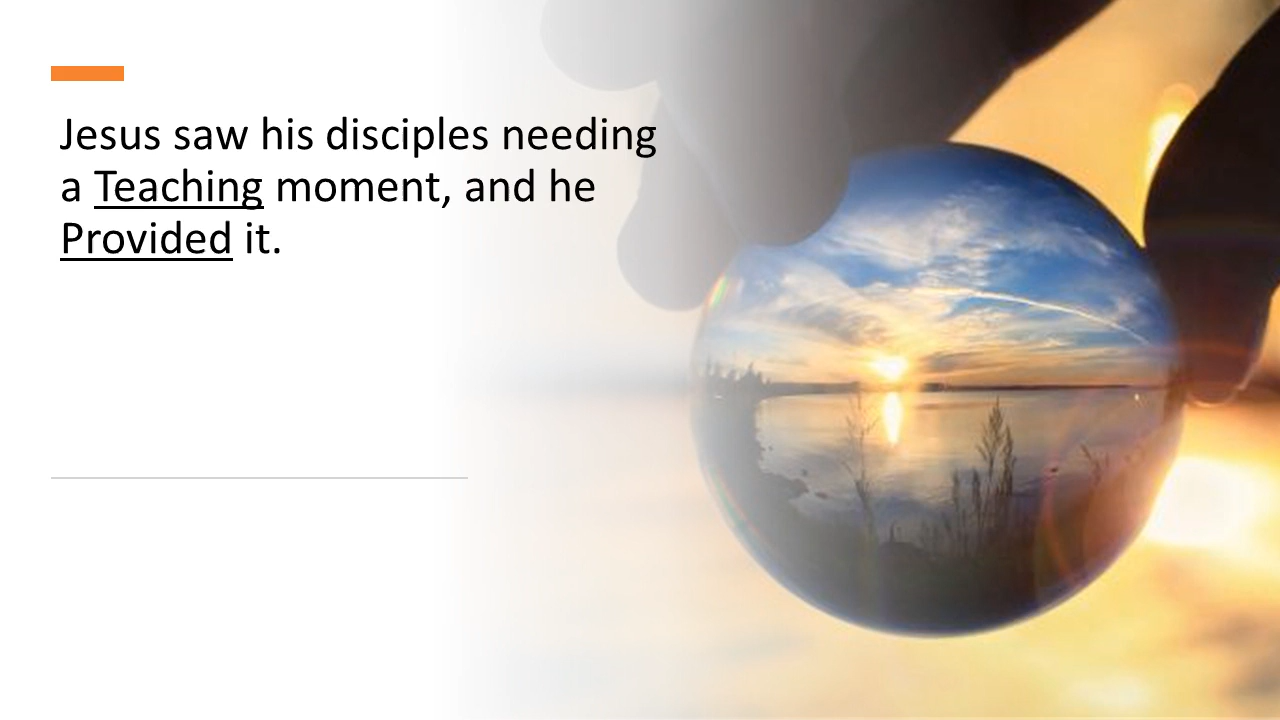 Jesus saw his disciples needing
a Teaching moment, and he
Provided it.